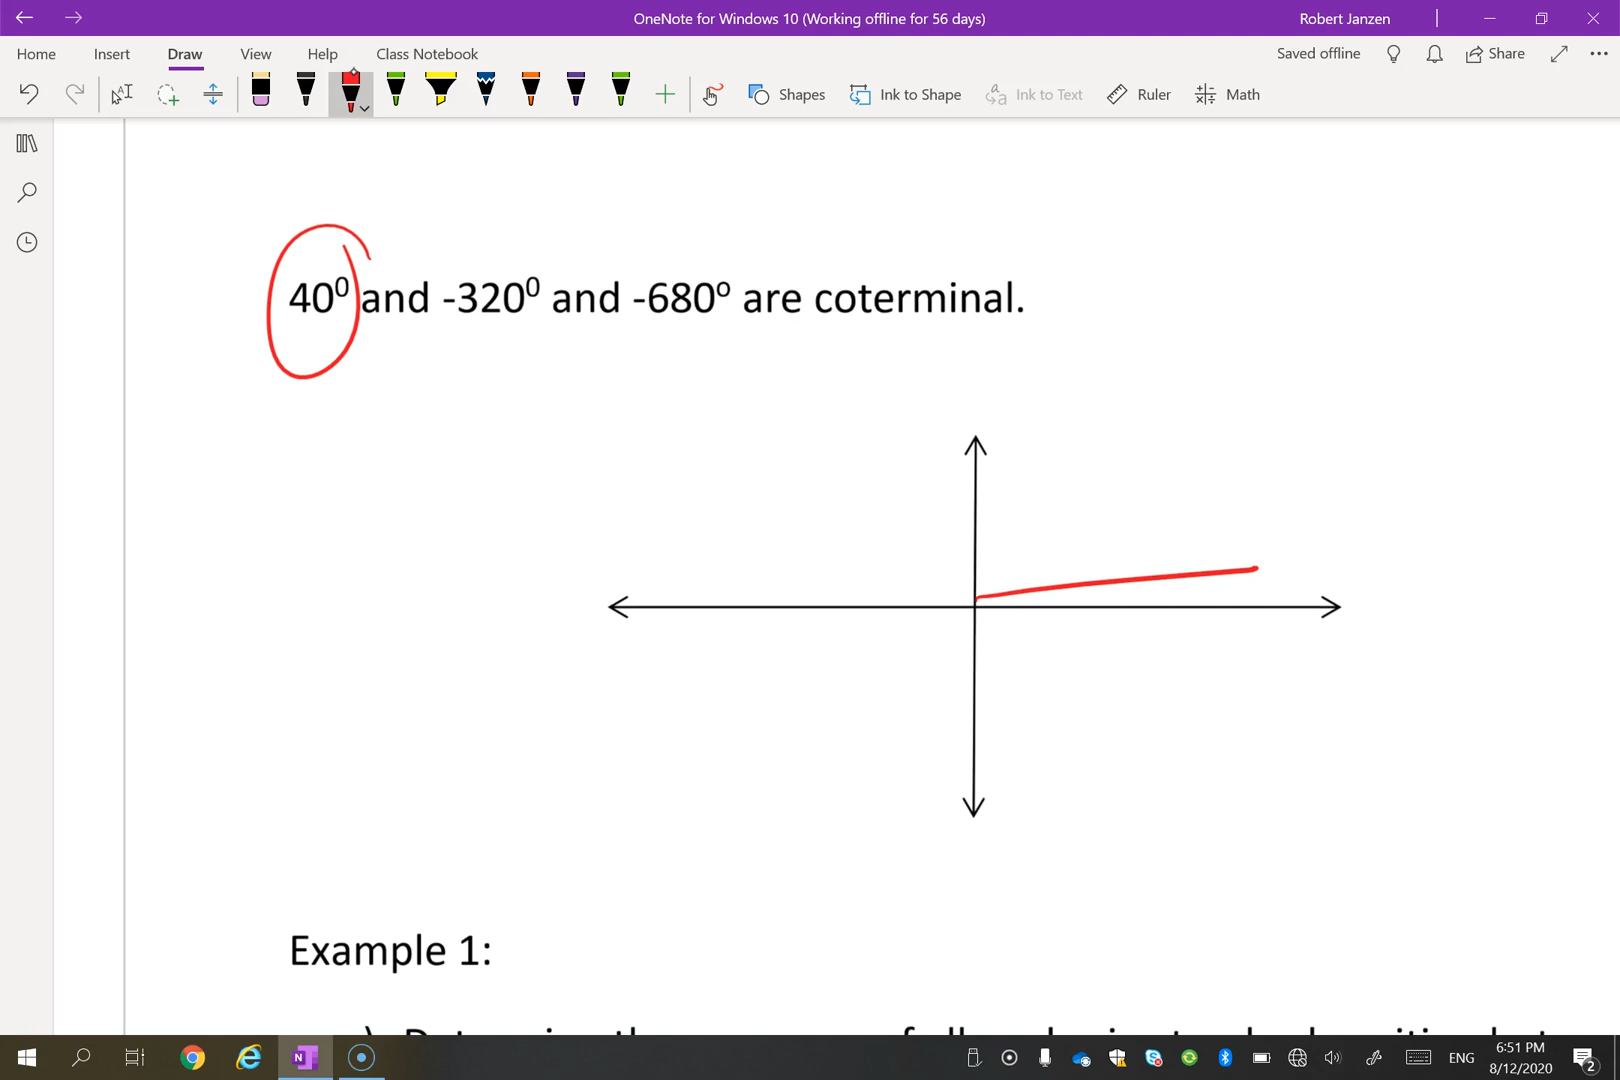 OneNote for Windows 10 (Working offline for 56 days)
Robert Janzen
Home Insert Draw View Help Class Notebook
Saved offline Share
Shapes Ink to Shape Ink to Text Ruler Math
40⁰ and -320⁰ and -680º are coterminal.
Example 1:
ENG
6:51 PM
8/12/2020
2